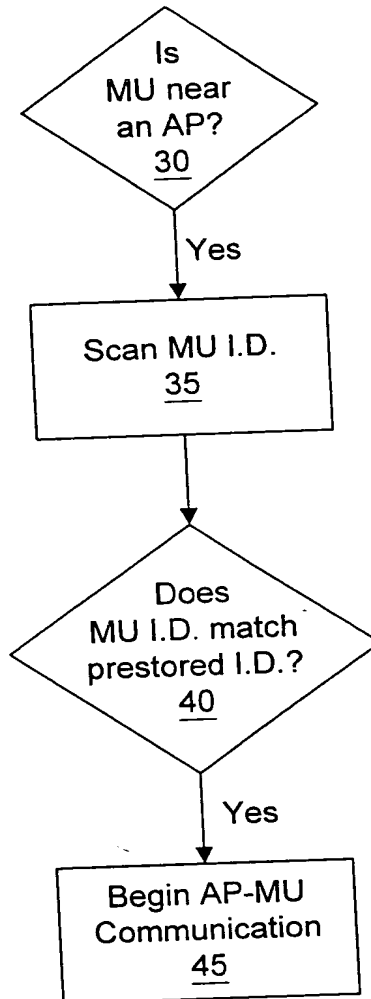 Is
MU near
an AP?
30
Yes
Scan MU I.D.
35
Does
MU I.D. match
prestored I.D.?
40
Yes
Begin AP-MU
Communication
45